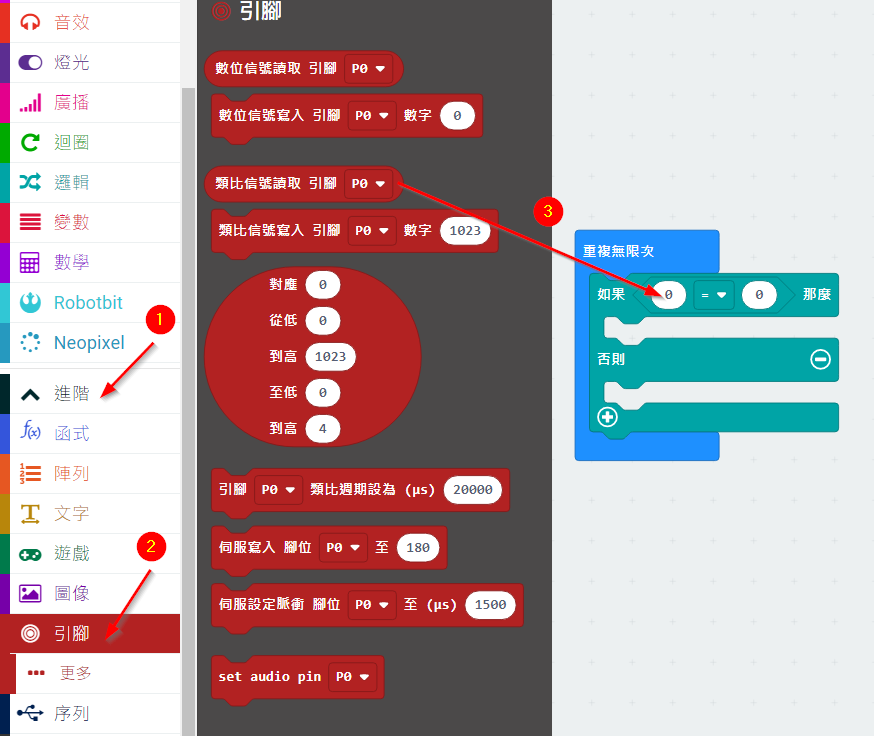 音效
燈光
廣播
迴圈
邏輯
變數
數學
Robotbit
1
Neopixel
進階
函式
陣列
文字
2
遊戲
圖像
引腳
更多
序列
引腳
數位信號讀取 引腳 P0
數位信號寫入 引腳 P0 數字 0
類比信號讀取 引腳 P0
類比信號寫入 引腳 P0 數字 1023
對應 0
從低 0
到高 1023
至低 0
到高 4
引腳 P0 類比週期設為 (µs) 20000
伺服寫入 腳位 P0 至 180
伺服設定脈衝 腳位 P0 至 (µs) 1500
set audio pin P0
3
重複無限次
如果 0 = 0 那麼
否則